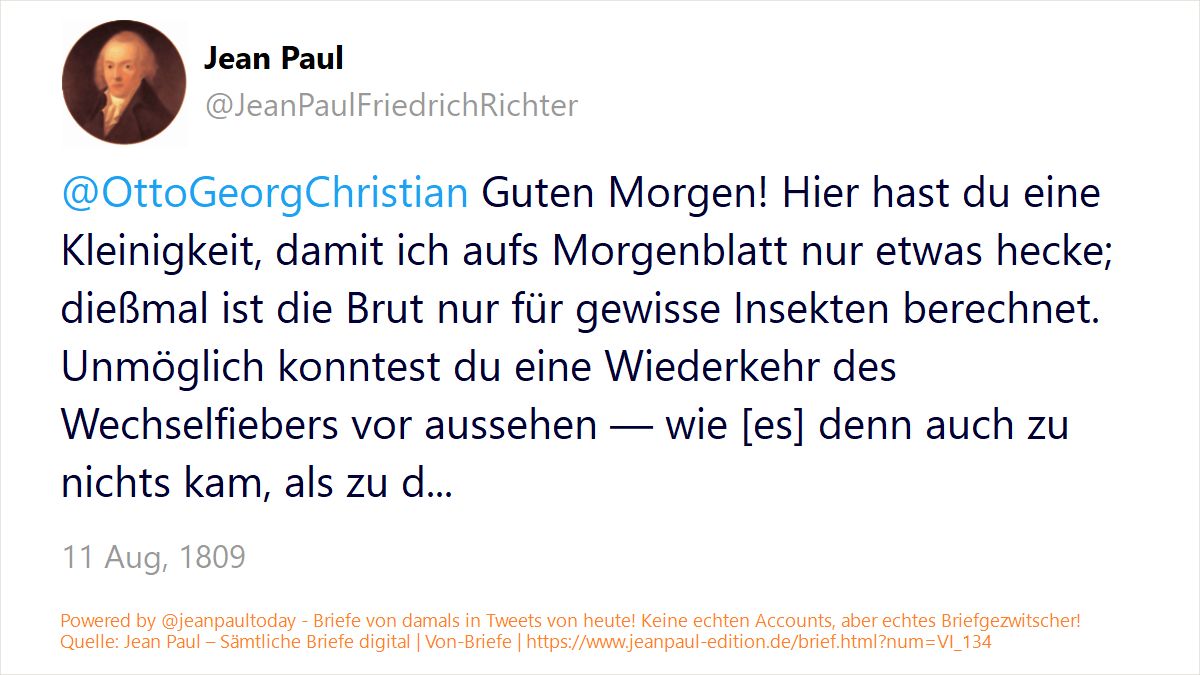 Jean Paul
@JeanPaulFriedrichRichter
@OttoGeorgChristian Guten Morgen! Hier hast du eine
Kleinigkeit, damit ich aufs Morgenblatt nur etwas hecke;
dießmal ist die Brut nur für gewisse Insekten berechnet.
Unmöglich konntest du eine Wiederkehr des
Wechselfiebers vor aussehen — wie [es] denn auch zu
nichts kam, als zu d...
11 Aug, 1809
Powered by @jeanpaultoday - Briefe von damals in Tweets von heute! Keine echten Accounts, aber echtes Briefgezwitscher!
Quelle: Jean Paul – Sämtliche Briefe digital | Von-Briefe | https://www.jeanpaul-edition.de/brief.html?num=VI_134